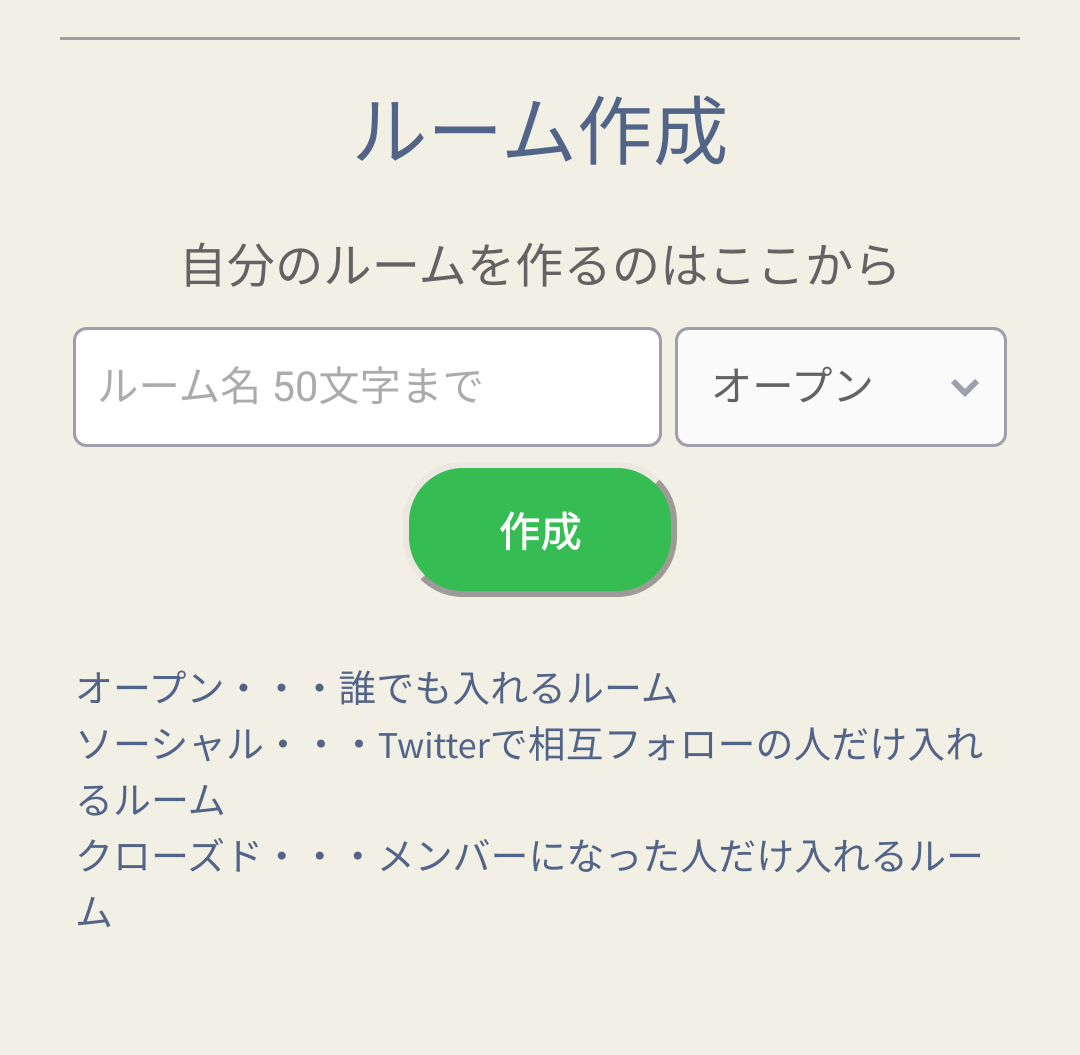 ルーム作成
自分のルームを作るのはここから
ルーム名 50文字まで
オープン
作成
オープン・・・誰でも入れるルーム
ソーシャル・・・Twitterで相互フォローの人だけ入れ
るルーム
クローズド・・・メンバーになった人だけ入れるルー
ム